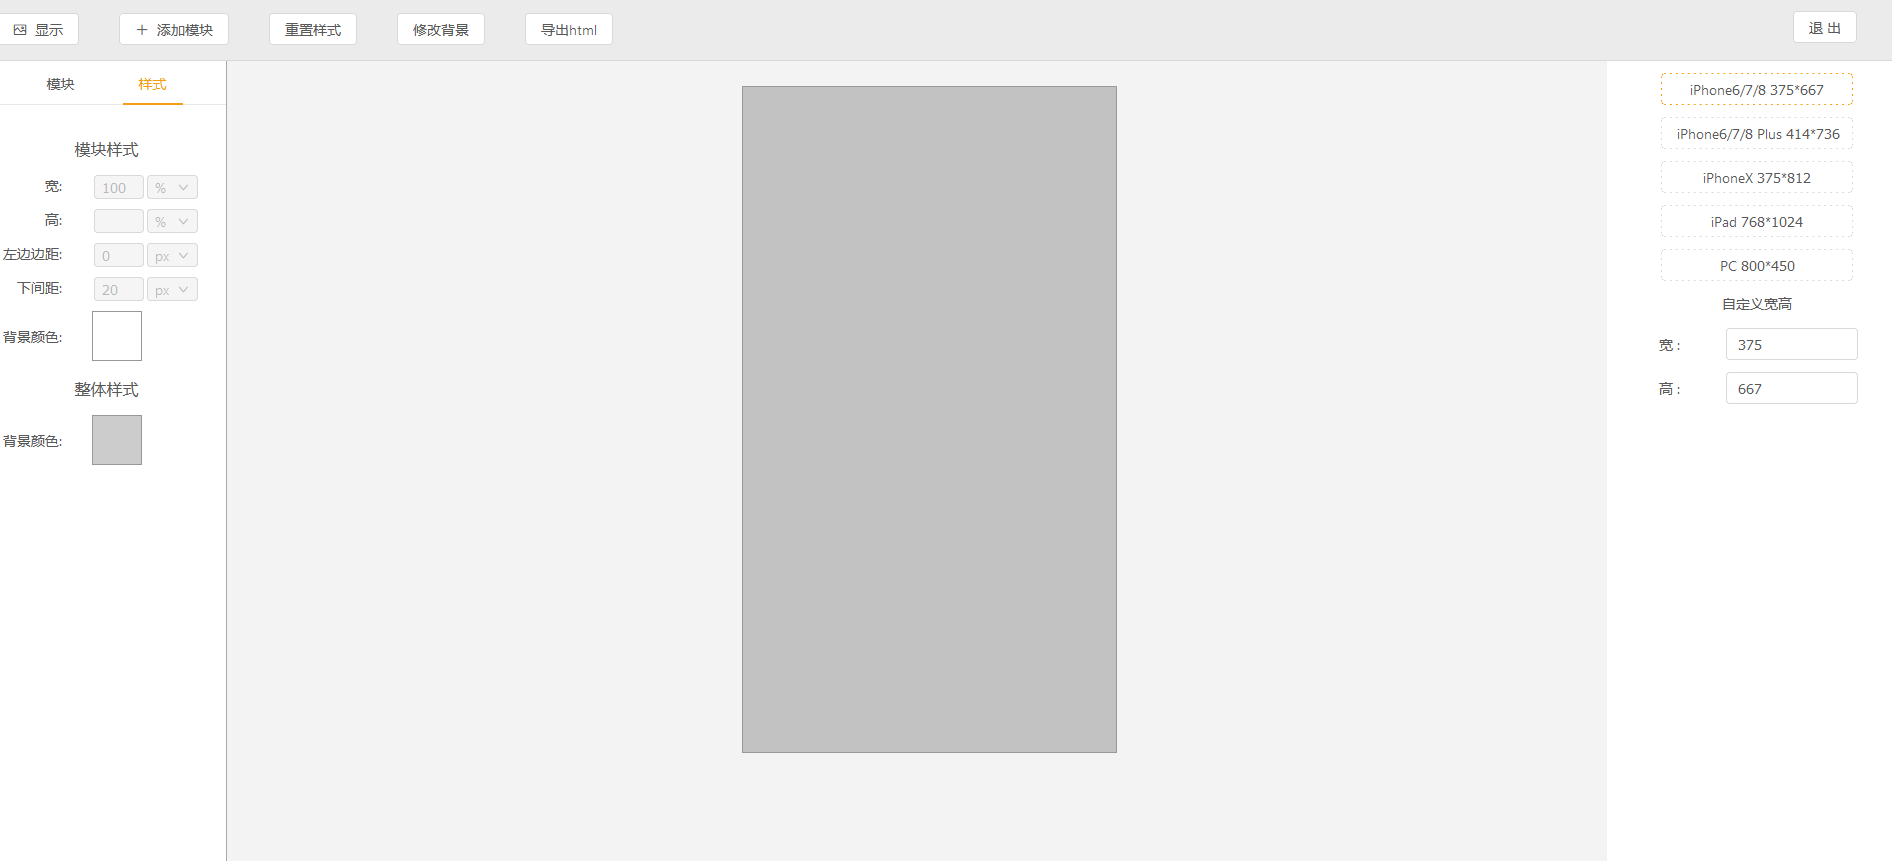 显示
添加模块
重置样式
修改背景
导出html
退 出
模块
样式
模块样式
宽: 100 %
高: %
左边边距: 0 px
下间距: 20 px
背景颜色:
整体样式
背景颜色:
iPhone6/7/8 375*667
iPhone6/7/8 Plus 414*736
iPhoneX 375*812
iPad 768*1024
PC 800*450
自定义宽高
宽 : 375
高 : 667